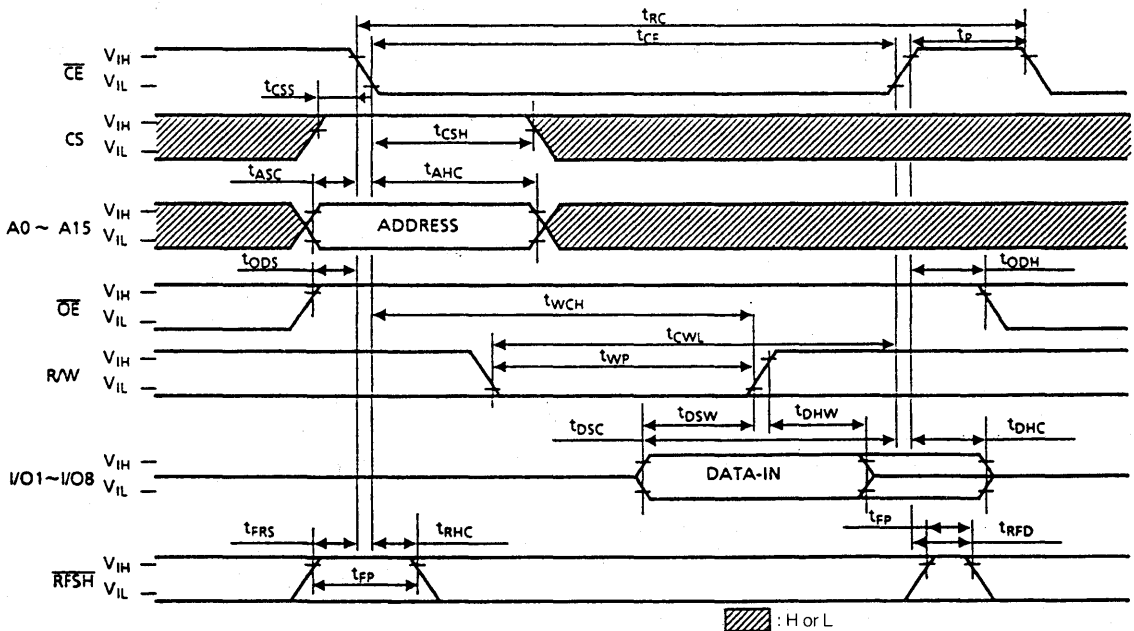 tRC
tCE
tP
CE
VIH
VIL
tCSS
CS
VIH
VIL
tCSH
tASC
tAHC
A0 ~ A15
VIH
VIL
ADDRESS
tODS
tODH
OE
VIH
VIL
tWCH
tCWL
R/W
VIH
VIL
tWP
tDSC
tDSW
tDHW
tDHC
I/O1~I/O8
VIH
VIL
DATA-IN
tFRS
tRHC
tFP
tRFD
RFSH
VIH
VIL
tFP
: H or L